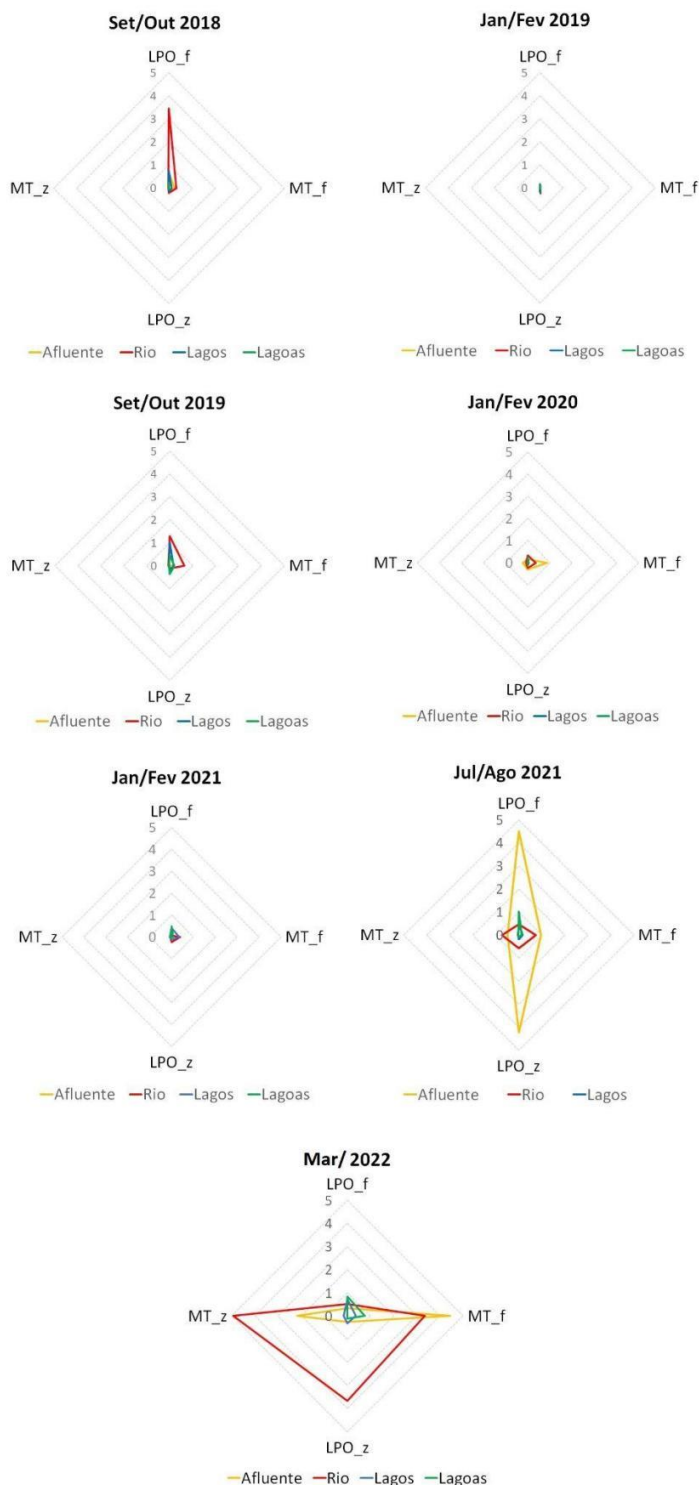 Set/Out 2018
LPO_f
5
4
3
2
1
0
MT_z
MT_f
LPO_z
Afluente Rio Lagos Lagoas
Jan/Fev 2019
LPO_f
5
4
3
2
1
0
MT_z
MT_f
LPO_z
Afluente Rio Lagos Lagoas
Set/Out 2019
LPO_f
5
4
3
2
1
0
MT_z
MT_f
LPO_z
Afluente Rio Lagos Lagoas
Jan/Fev 2020
LPO_f
5
4
3
2
1
0
MT_z
MT_f
LPO_z
Afluente Rio Lagos Lagoas
Jan/Fev 2021
LPO_f
5
4
3
2
1
0
MT_z
MT_f
LPO_z
Afluente Rio Lagos Lagoas
Jul/Ago 2021
LPO_f
5
4
3
2
1
0
MT_z
MT_f
LPO_z
Afluente Rio Lagos
Mar/ 2022
LPO_f
5
4
3
2
1
0
MT_z
MT_f
LPO_z
Afluente Rio Lagos Lagoas